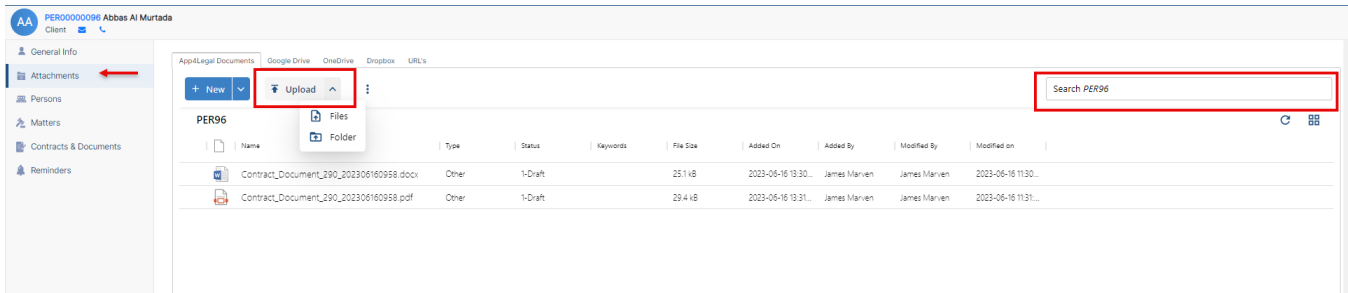 AA
PER00000096 Abbas Al Murtada
Client
General Info
Attachments
Persons
Matters
Contracts & Documents
Reminders
App4Legal Documents Google Drive OneDrive Dropbox URL's
+ New Upload
Files
Folder
Search PER96
PER96
Name Type Status Keywords File Size Added On Added By Modified By Modified on
Contract_Document_290_202306160958.docx Other 1-Draft 25.1 kB 2023-06-16 13:30... James Marven James Marven 2023-06-16 11:30...
Contract_Document_290_202306160958.pdf Other 1-Draft 29.4 kB 2023-06-16 13:31... James Marven James Marven 2023-06-16 11:31:...